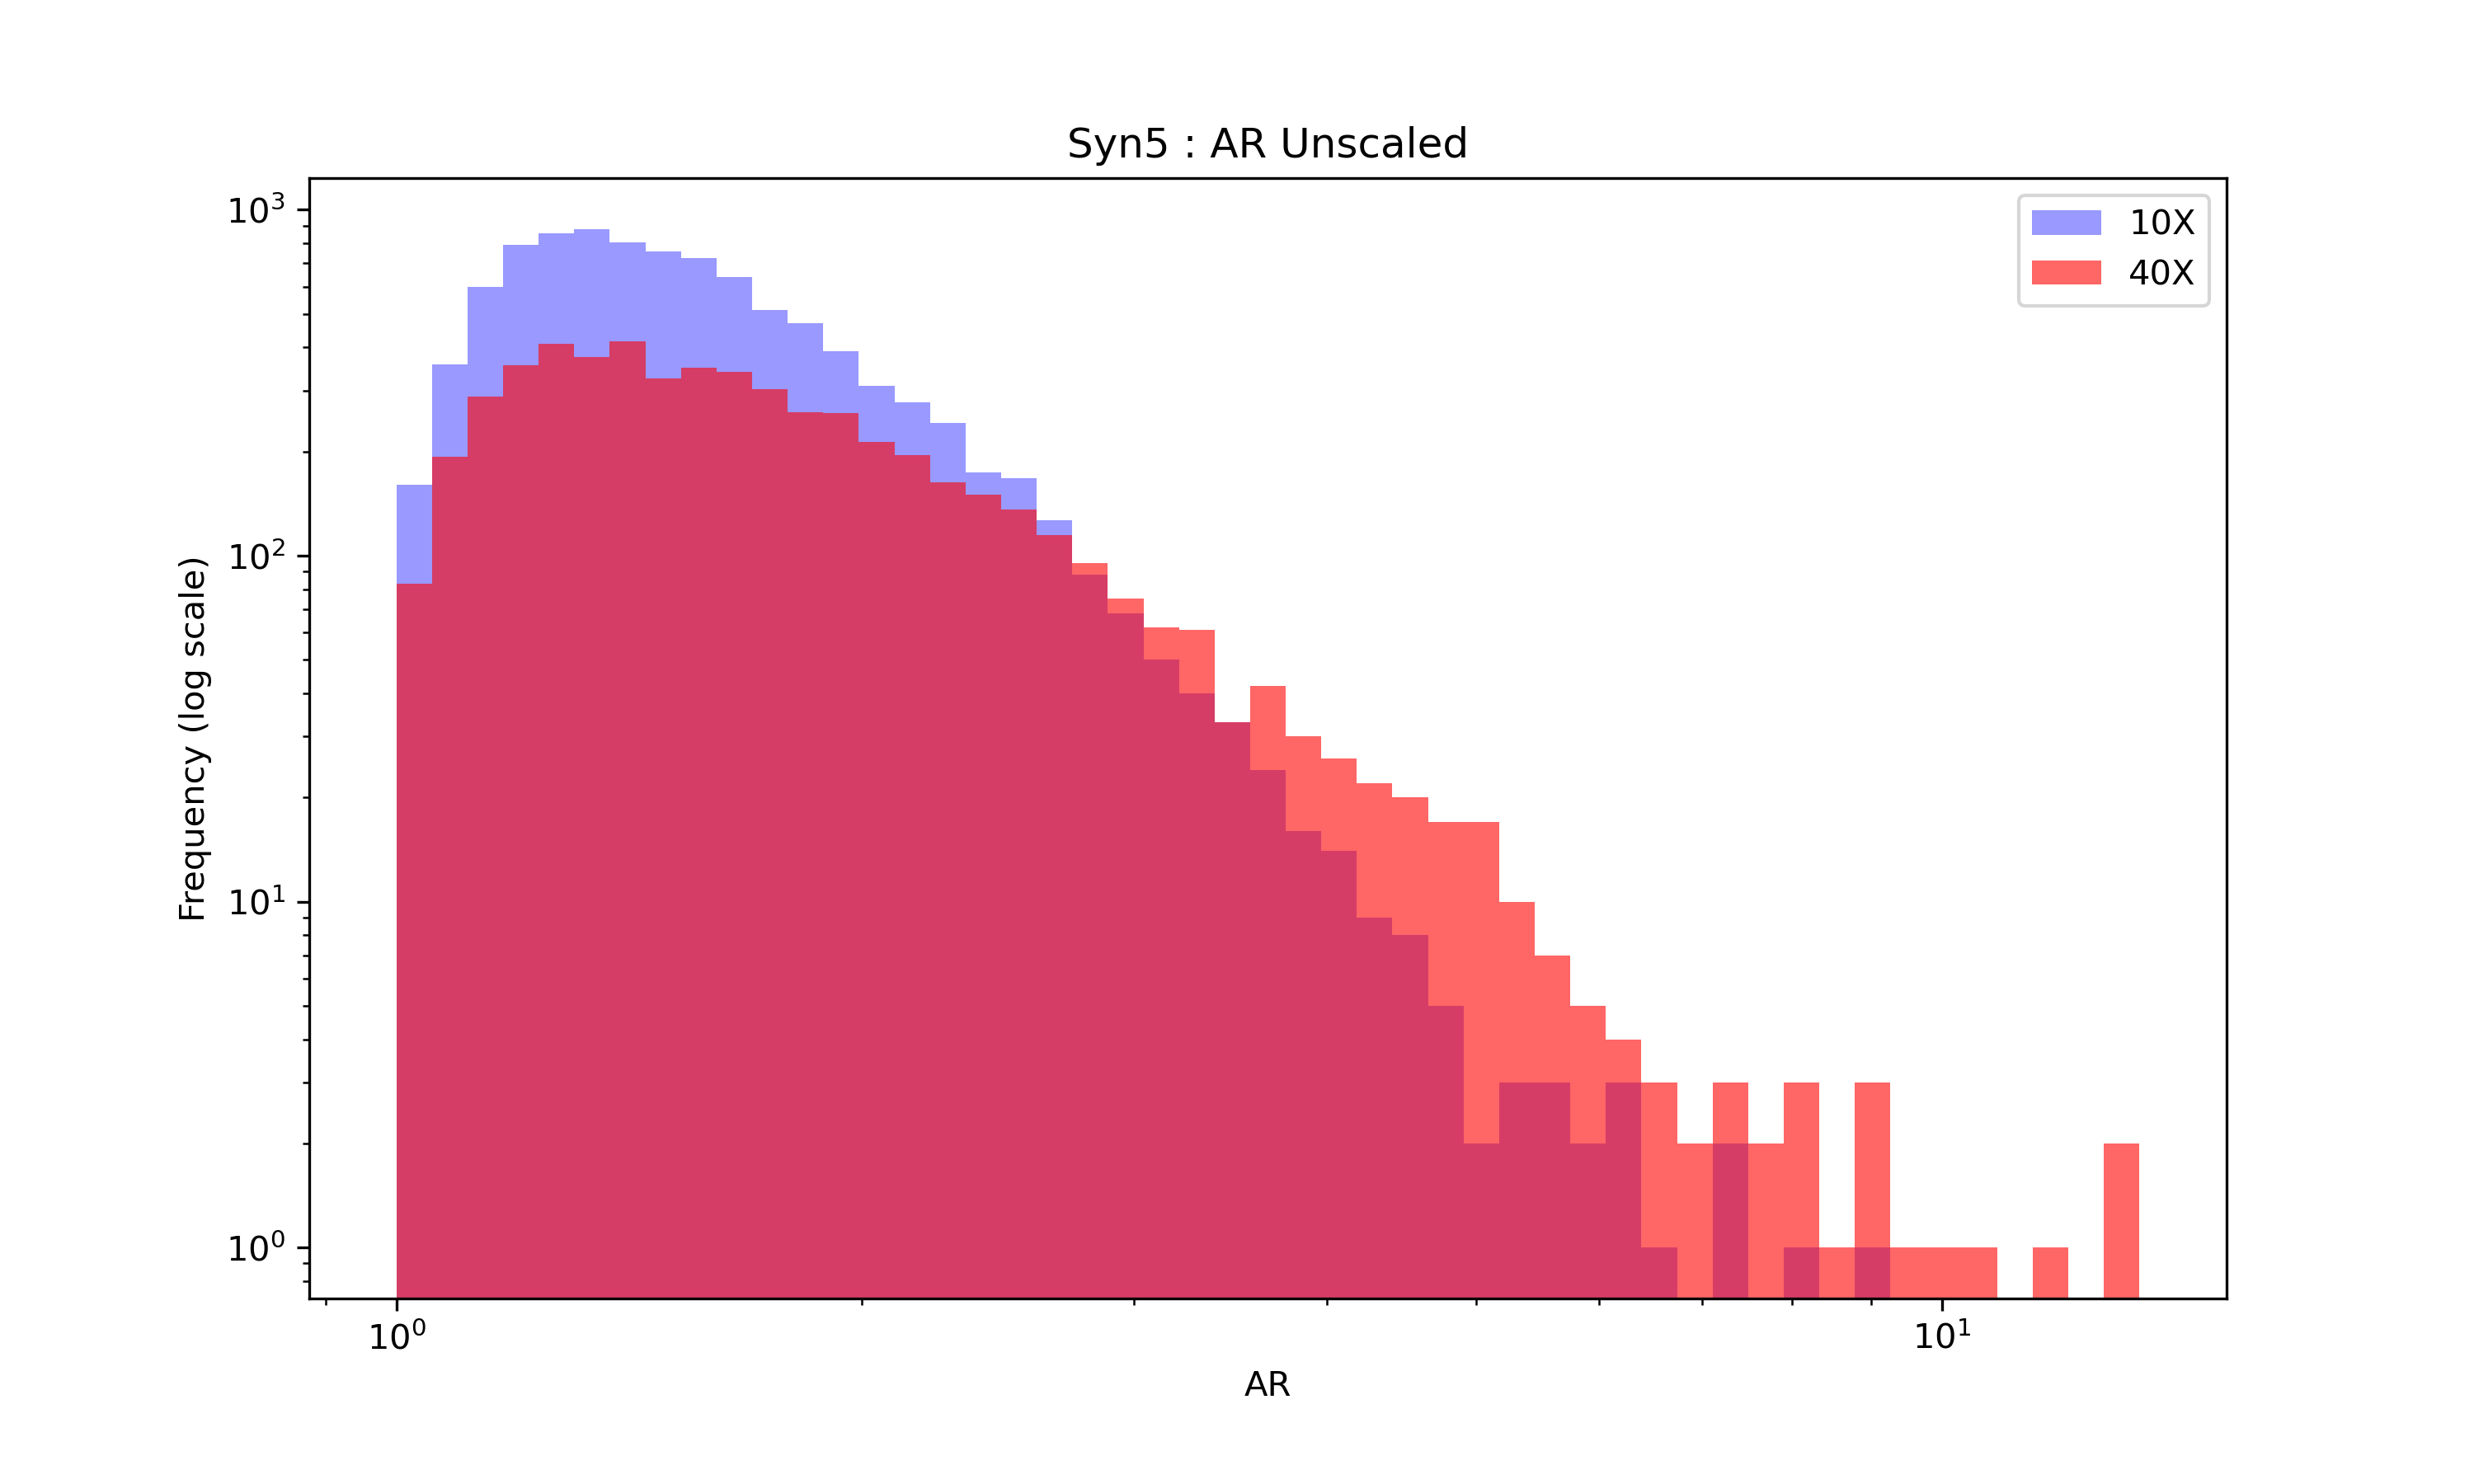 Syn5 : AR Unscaled
10X
40X
Frequency (log scale)
10³
10²
10¹
10⁰
10⁰
10¹
AR